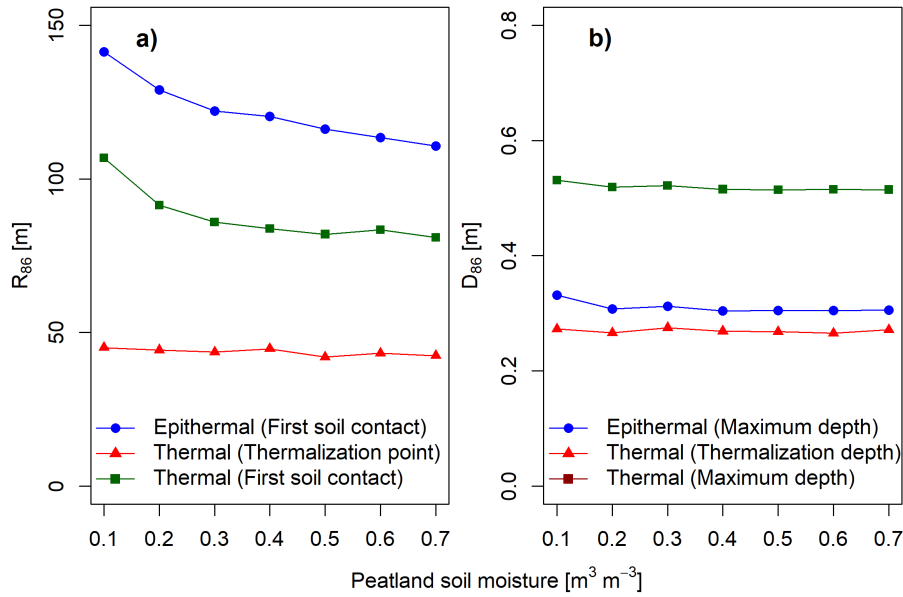 a)
R86 [m]
150
100
50
0
Epithermal (First soil contact)
Thermal (Thermalization point)
Thermal (First soil contact)
0.1 0.2 0.3 0.4 0.5 0.6 0.7
b)
D86 [m]
0.8
0.6
0.4
0.2
0.0
Epithermal (Maximum depth)
Thermal (Thermalization depth)
Thermal (Maximum depth)
0.1 0.2 0.3 0.4 0.5 0.6 0.7
Peatland soil moisture [m³ m⁻³]